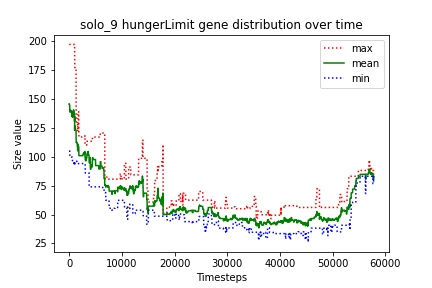 solo_9 hungerLimit gene distribution over time
Size value
200
175
150
125
100
75
50
25
max
mean
min
0
10000
20000
30000
40000
50000
60000
Timesteps